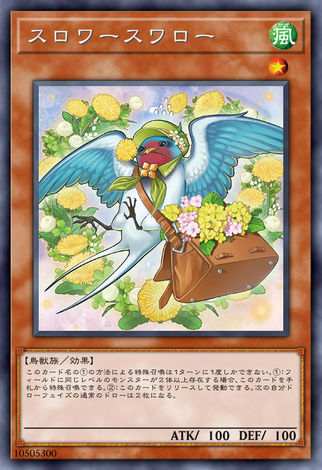 スロワースワロー
風
【鳥獣族／効果】
このカード名の①の方法による特殊召喚は1ターンに1度しかできない。①：フ
ィールドに同じレベルのモンスターが２体以上存在する場合、このカードを手
札から特殊召喚できる。②：このカードをリリースして発動できる。次の自分ド
ローフェイズの通常のドローは２枚になる。
ATK/ 100 DEF/ 100
10505300